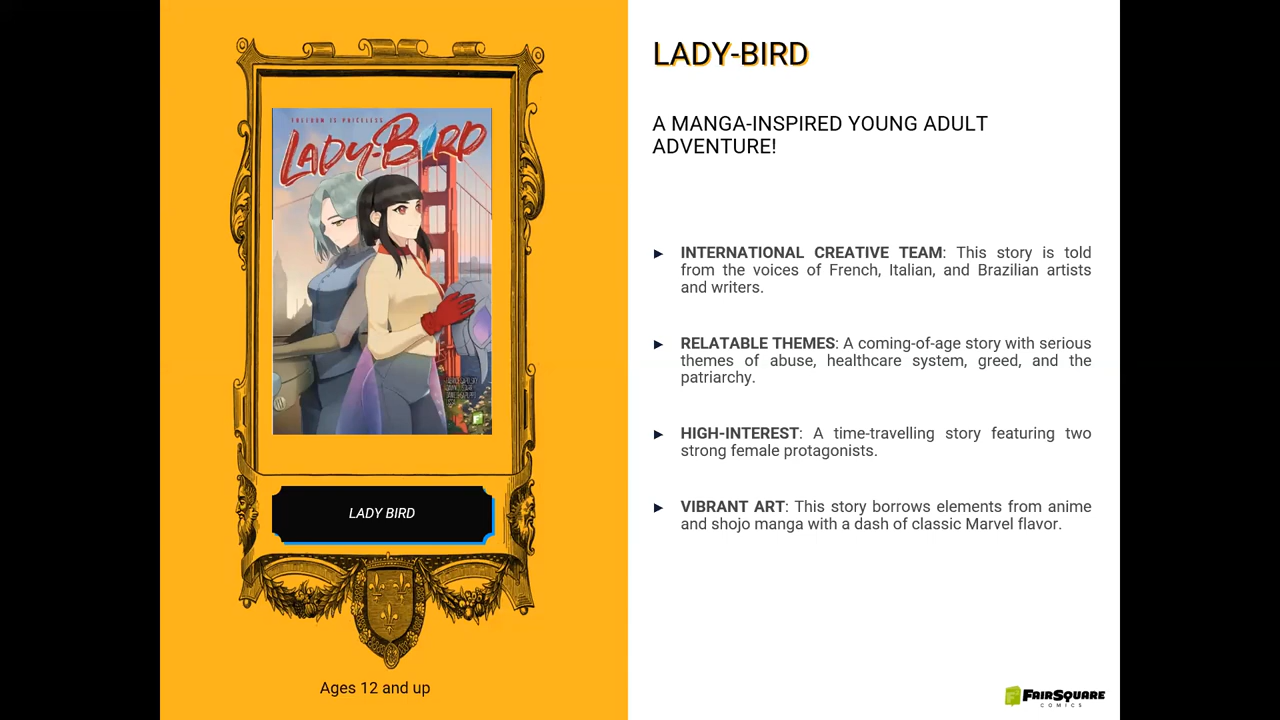 LADY-BIRD
A MANGA-INSPIRED YOUNG ADULT
ADVENTURE!
FREEDOM IS PRICELESS
LADY-BIRD
LADY BIRD
Ages 12 and up
► INTERNATIONAL CREATIVE TEAM: This story is told
from the voices of French, Italian, and Brazilian artists
and writers.
► RELATABLE THEMES: A coming-of-age story with serious
themes of abuse, healthcare system, greed, and the
patriarchy.
► HIGH-INTEREST: A time-travelling story featuring two
strong female protagonists.
► VIBRANT ART: This story borrows elements from anime
and shojo manga with a dash of classic Marvel flavor.
FAIRSQUARE
COMICS